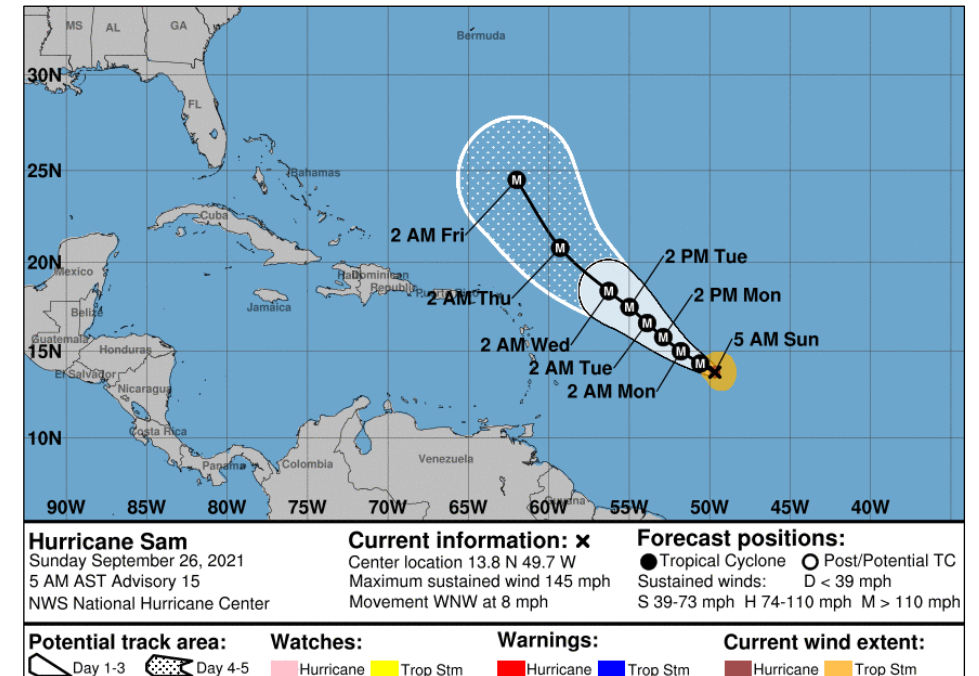 MS
AL
GA
Bermuda
30N
FL
25N
Bahamas
Cuba
2 AM Fri
20N
2 PM Tue
Mexico
Dominican
Republic
2 AM Thu
2 PM Mon
Jamaica
Belize
5 AM Sun
2 AM Wed
Guatemala
15N
Honduras
2 AM Tue
El Salvador
2 AM Mon
Nicaragua
Costa Rica
10N
Panama
Colombia
Venezuela
Guyana
90W 85W 80W 75W 70W 65W 60W 55W 50W 45W 40W
M
M
M
M
M
M
M
M
Hurricane Sam
Sunday September 26, 2021
5 AM AST Advisory 15
NWS National Hurricane Center
Current information: x
Center location 13.8 N 49.7 W
Maximum sustained wind 145 mph
Movement WNW at 8 mph
Forecast positions:
Tropical Cyclone Post/Potential TC
Sustained winds: D < 39 mph
S 39-73 mph H 74-110 mph M > 110 mph
Potential track area:
Day 1-3 Day 4-5
Watches:
Hurricane Trop Stm
Warnings:
Hurricane Trop Stm
Current wind extent:
Hurricane Trop Stm